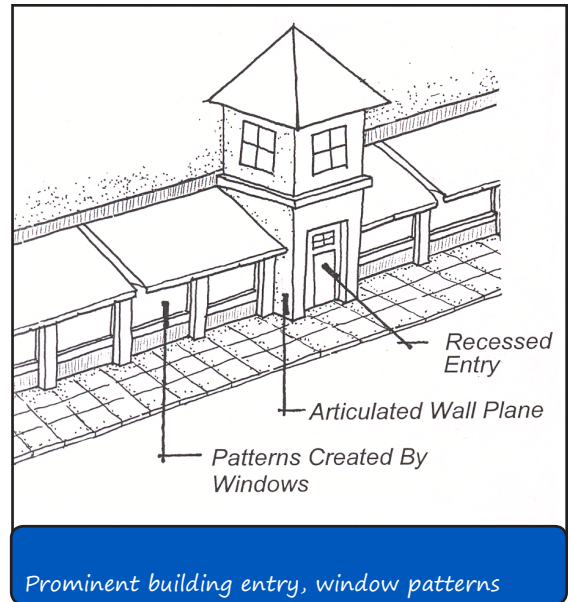 Recessed
Entry
Articulated Wall Plane
Patterns Created By
Windows
Prominent building entry, window patterns